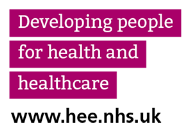 Developing people
for health and
healthcare
www.hee.nhs.uk